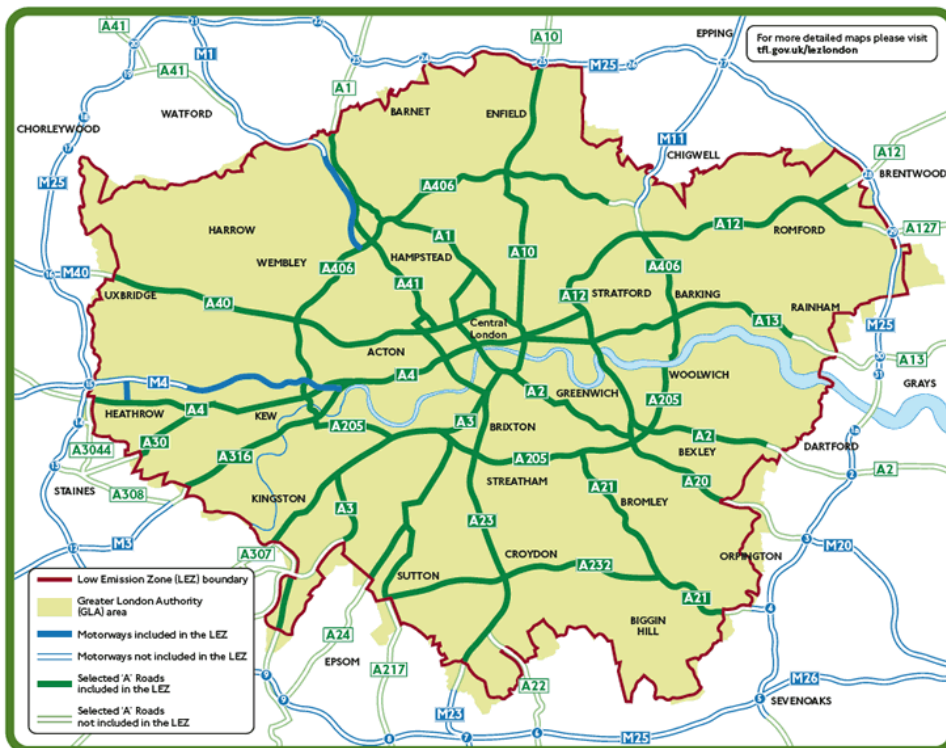 For more detailed maps please visit
tfl.gov.uk/lezlondon
A41
M1
A10
EPPING
M25
A41
A1
WATFORD
BARNET
ENFIELD
CHORLEYWOOD
M11
CHIGWELL
A12
BRENTWOOD
M25
A406
A12
A127
HARROW
A1
A10
ROMFORD
WEMBLEY
A406
HAMPSTEAD
A406
M40
A41
A12
STRATFORD
BARKING
UXBRIDGE
A40
RAINHAM
Central
London
A13
M25
ACTON
A13
M4
A4
WOOLWICH
GRAYS
HEATHROW
A4
KEW
A2
GREENWICH
A205
A205
A3
BRIXTON
A30
A2
A3044
A316
A205
BEXLEY
DARTFORD
A2
STAINES
A308
STREATHAM
A21
A20
KINGSTON
A3
BROMLEY
A23
M3
A307
CROYDON
ORPINGTON
M20
SUTTON
A232
A21
A24
BIGGIN
HILL
EPSOM
A217
A22
M26
SEVENOAKS
M23
M25
Low Emission Zone (LEZ) boundary
Greater London Authority
(GLA) area
Motorways included in the LEZ
Motorways not included in the LEZ
Selected 'A' Roads
included in the LEZ
Selected 'A' Roads
not included in the LEZ